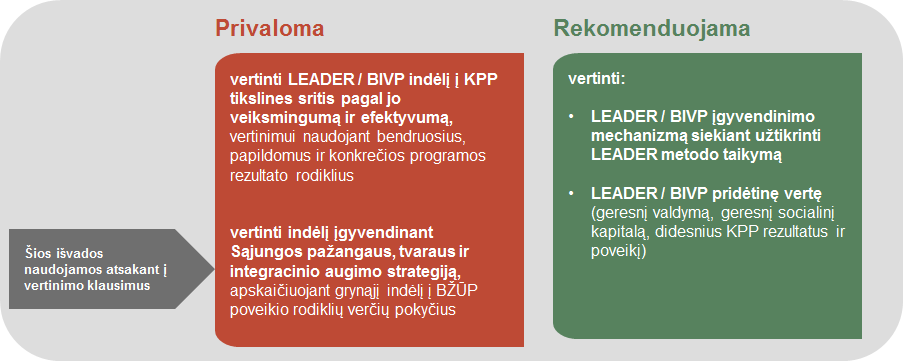 Privaloma
vertinti LEADER / BIVP indėlį į KPP
tikslines sritis pagal jo
veiksmingumą ir efektyvumą,
vertinimui naudojant bendruosius,
papildomus ir konkrečios programos
rezultato rodiklius
vertinti indėlį įgyvendinant
Sąjungos pažangaus, tvaraus ir
integracinio augimo strategiją,
apskaičiuojant grynąjį indėlį į BŽŪP
poveikio rodiklių verčių pokyčius
Šios išvados
naudojamos atsakant į
vertinimo klausimus
Rekomenduojama
vertinti:
• LEADER / BIVP įgyvendinimo
mechanizmą siekiant užtikrinti
LEADER metodo taikymą
• LEADER / BIVP pridėtinę vertę
(geresnį valdymą, geresnį socialinį
kapitalą, didesnius KPP rezultatus ir
poveikį)